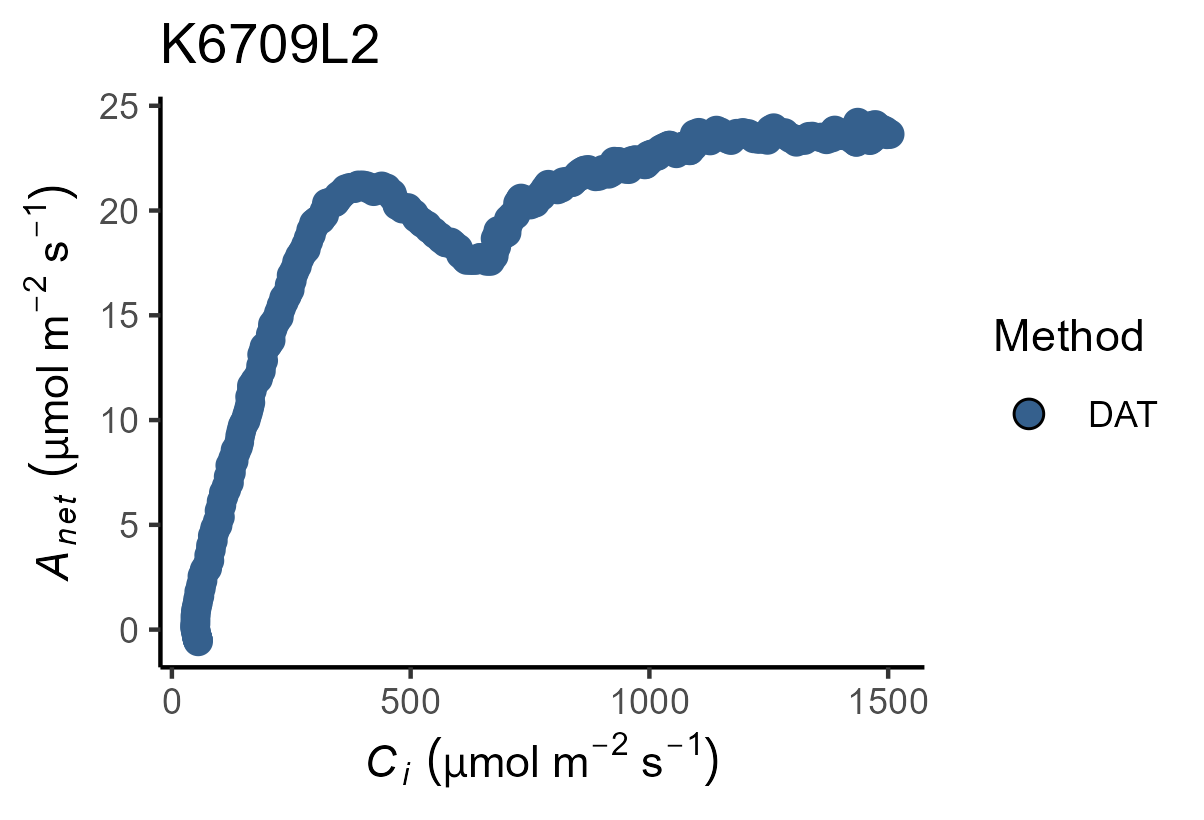 K6709L2
25
20
15
10
5
0
A_net (µmol m⁻² s⁻¹)
0 500 1000 1500
C_i (µmol m⁻² s⁻¹)
Method
DAT